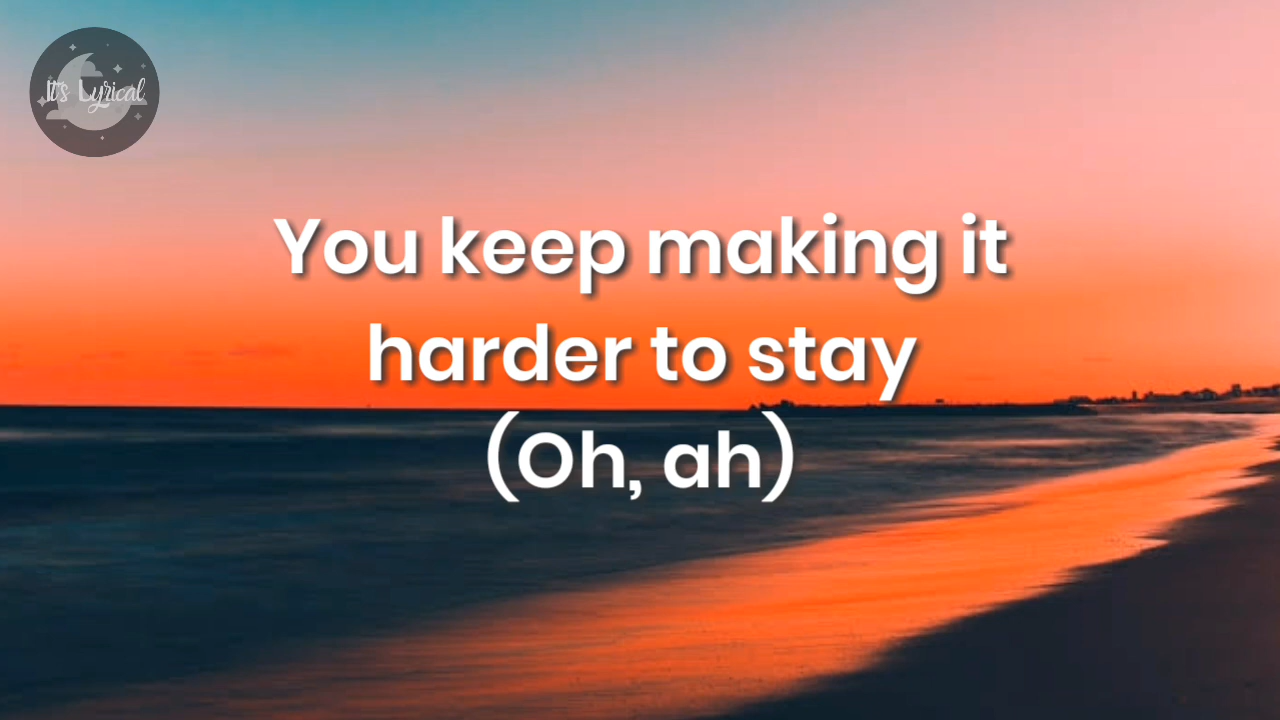 It's Lyrical
You keep making it
harder to stay
(Oh, ah)